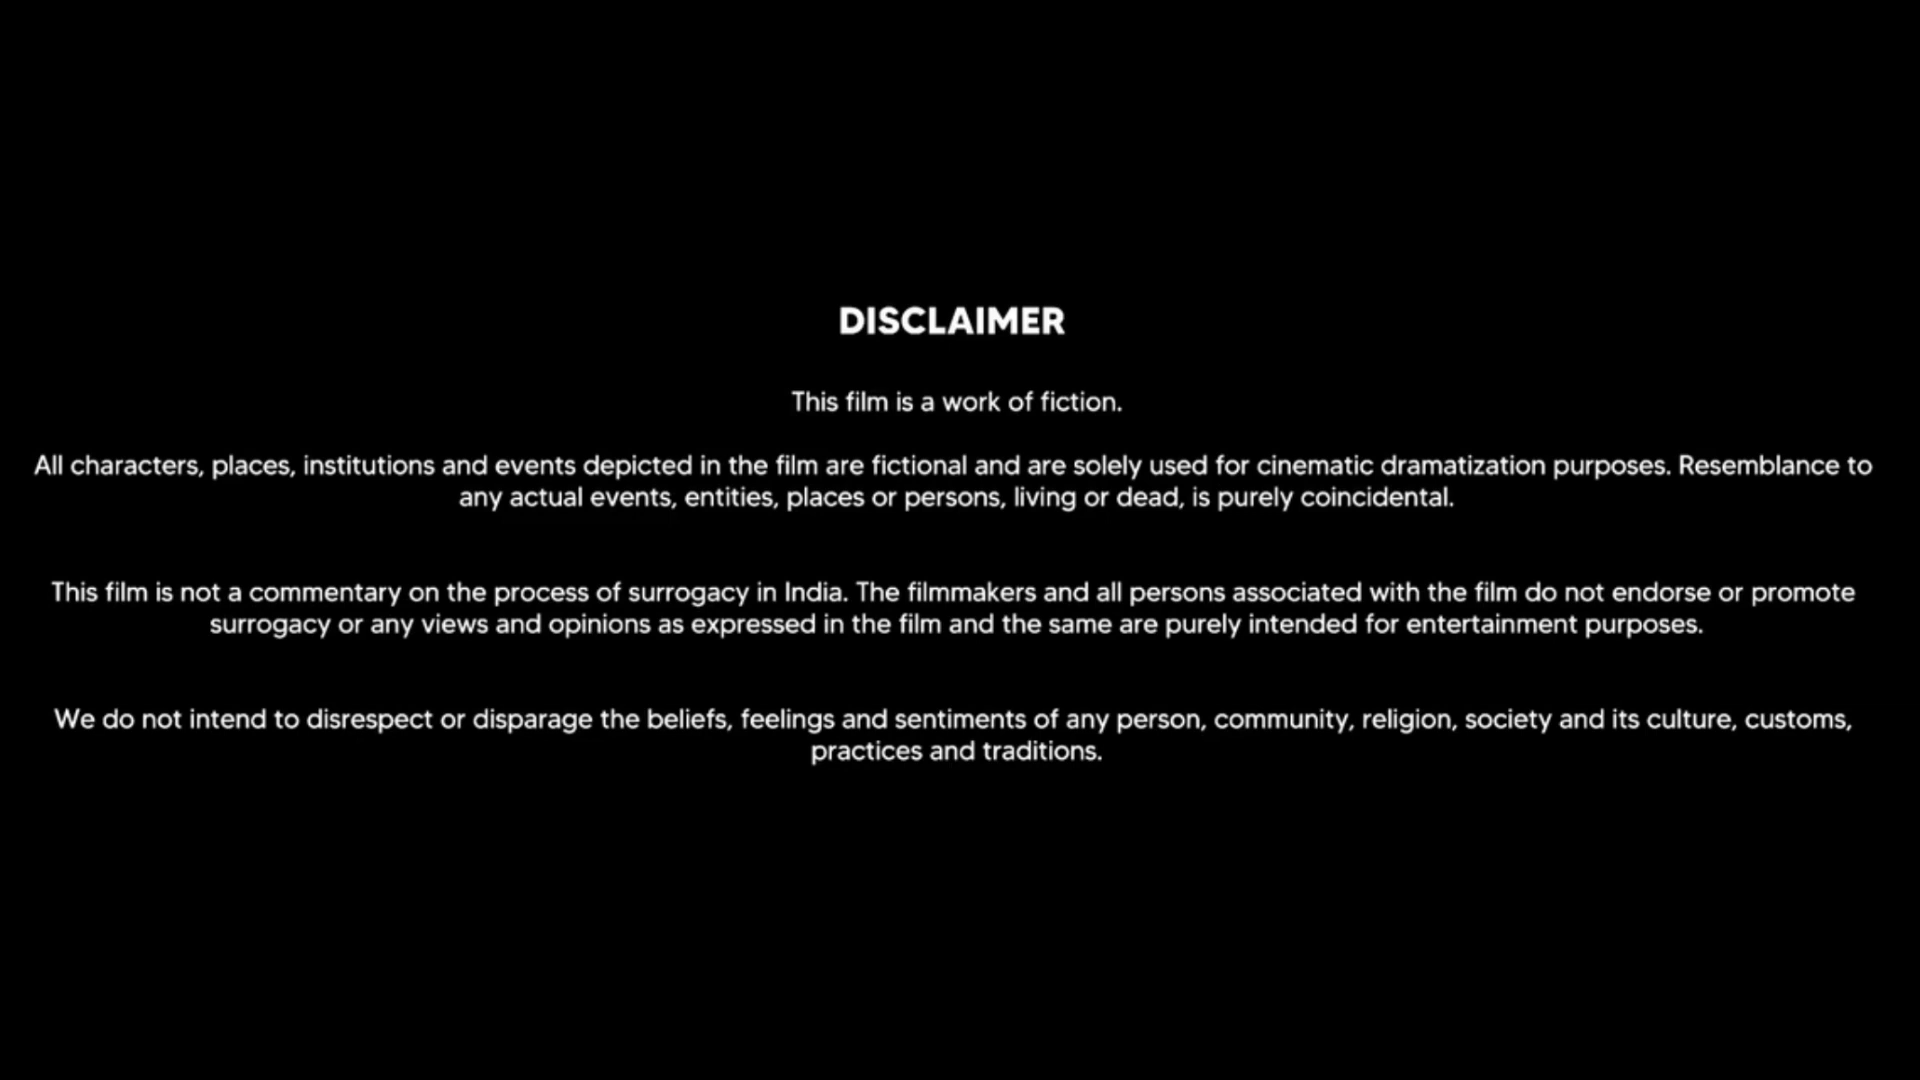 DISCLAIMER
This film is a work of fiction.
All characters, places, institutions and events depicted in the film are fictional and are solely used for cinematic dramatization purposes. Resemblance to
any actual events, entities, places or persons, living or dead, is purely coincidental.
This film is not a commentary on the process of surrogacy in India. The filmmakers and all persons associated with the film do not endorse or promote
surrogacy or any views and opinions as expressed in the film and the same are purely intended for entertainment purposes.
We do not intend to disrespect or disparage the beliefs, feelings and sentiments of any person, community, religion, society and its culture, customs,
practices and traditions.